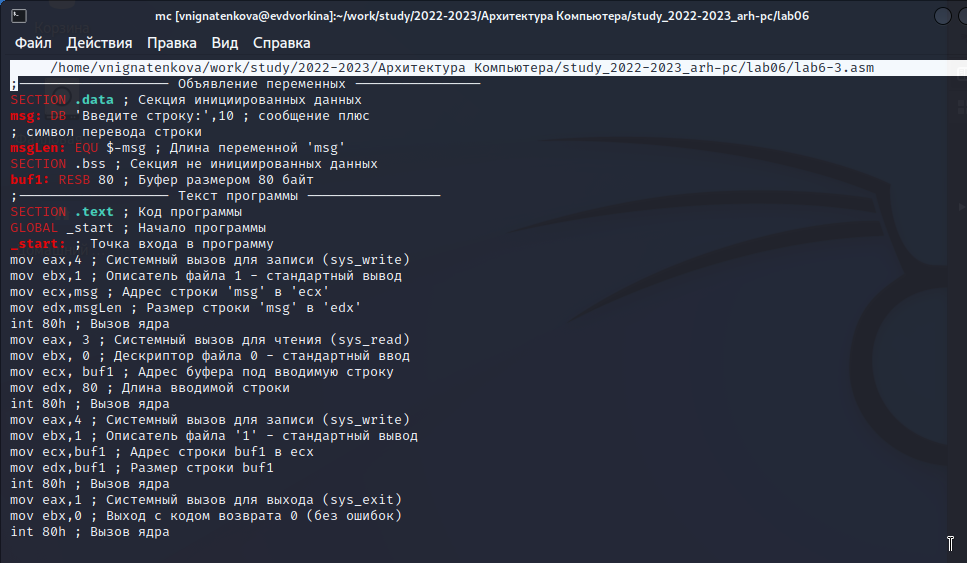 mc [vnignatenkova@evdvorkina]:~/work/study/2022-2023/Архитектура Компьютера/study_2022-2023_arh-pc/lab06
Файл Действия Правка Вид Справка
/home/vnignatenkova/work/study/2022-2023/Архитектура Компьютера/study_2022-2023_arh-pc/lab06/lab6-3.asm
;------------------- Объявление переменных ----------------
SECTION .data ; Секция инициированных данных
msg: DB 'Введите строку:',10 ; сообщение плюс
; символ перевода строки
msgLen: EQU $-msg ; Длина переменной 'msg'
SECTION .bss ; Секция не инициированных данных
buf1: RESB 80 ; Буфер размером 80 байт
;------------------- Текст программы -----------------
SECTION .text ; Код программы
GLOBAL _start ; Начало программы
_start: ; Точка входа в программу
mov eax,4 ; Системный вызов для записи (sys_write)
mov ebx,1 ; Описатель файла 1 - стандартный вывод
mov ecx,msg ; Адрес строки 'msg' в 'ecx'
mov edx,msgLen ; Размер строки 'msg' в 'edx'
int 80h ; Вызов ядра
mov eax, 3 ; Системный вызов для чтения (sys_read)
mov ebx, 0 ; Дескриптор файла 0 - стандартный ввод
mov ecx, buf1 ; Адрес буфера под вводимую строку
mov edx, 80 ; Длина вводимой строки
int 80h ; Вызов ядра
mov eax,4 ; Системный вызов для записи (sys_write)
mov ebx,1 ; Описатель файла '1' - стандартный вывод
mov ecx,buf1 ; Адрес строки buf1 в ecx
mov edx,buf1 ; Размер строки buf1
int 80h ; Вызов ядра
mov eax,1 ; Системный вызов для выхода (sys_exit)
mov ebx,0 ; Выход с кодом возврата 0 (без ошибок)
int 80h ; Вызов ядра